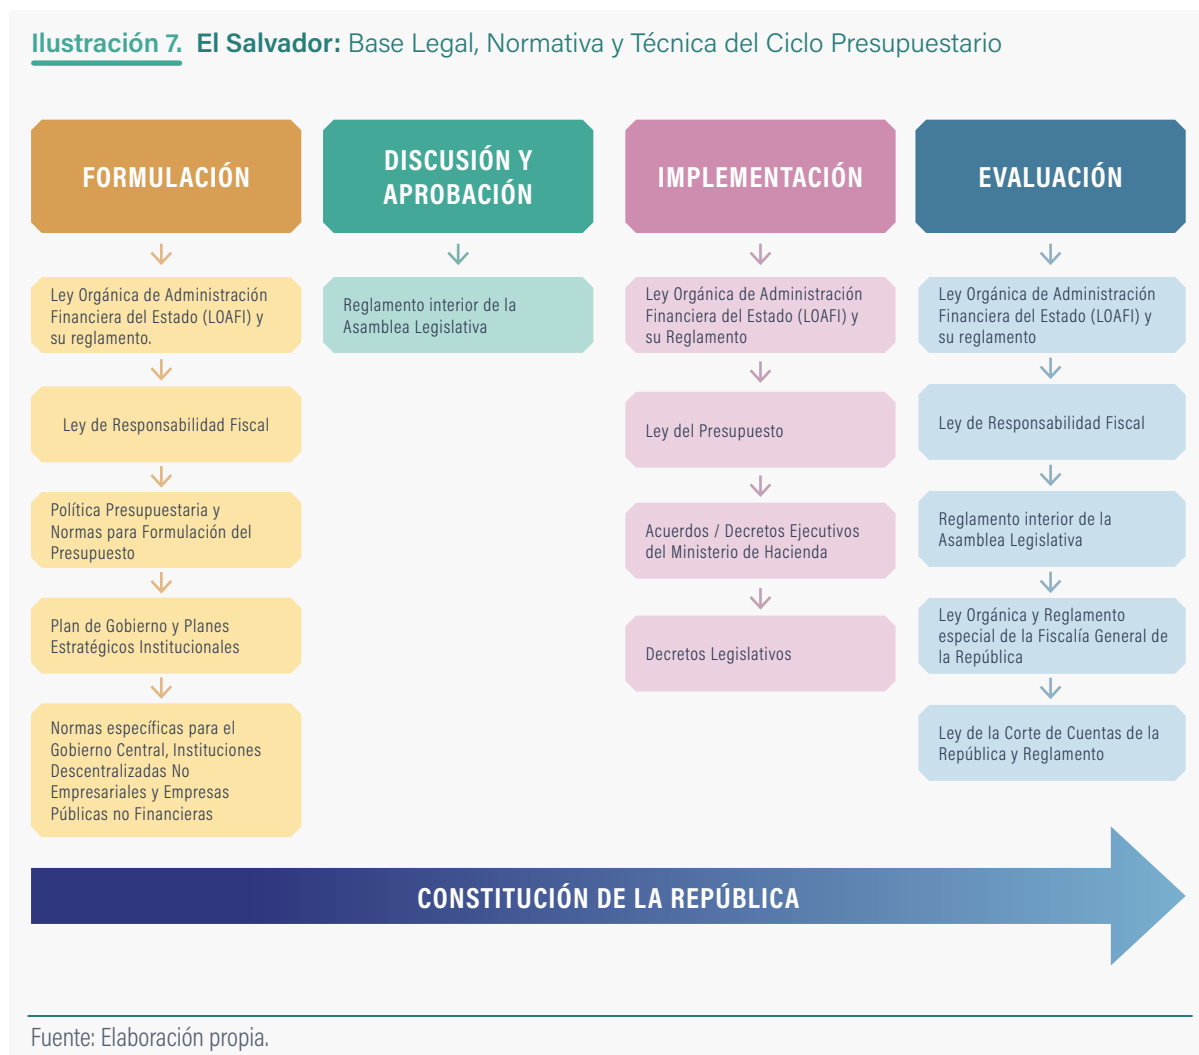 Ilustración 7. El Salvador: Base Legal, Normativa y Técnica del Ciclo Presupuestario
FORMULACIÓN
Ley Orgánica de Administración
Financiera del Estado (LOAFI) y
su reglamento.
Ley de Responsabilidad Fiscal
Política Presupuestaria y
Normas para Formulación del
Presupuesto
Plan de Gobierno y Planes
Estratégicos Institucionales
Normas específicas para el
Gobierno Central, Instituciones
Descentralizadas No
Empresariales y Empresas
Públicas no Financieras
DISCUSIÓN Y
APROBACIÓN
Reglamento interior de la
Asamblea Legislativa
IMPLEMENTACIÓN
Ley Orgánica de Administración
Financiera del Estado (LOAFI) y
su Reglamento
Ley del Presupuesto
Acuerdos / Decretos Ejecutivos
del Ministerio de Hacienda
Decretos Legislativos
EVALUACIÓN
Ley Orgánica de Administración
Financiera del Estado (LOAFI) y
su reglamento
Ley de Responsabilidad Fiscal
Reglamento interior de la
Asamblea Legislativa
Ley Orgánica y Reglamento
especial de la Fiscalía General de
la República
Ley de la Corte de Cuentas de la
República y Reglamento
CONSTITUCIÓN DE LA REPÚBLICA
Fuente: Elaboración propia.